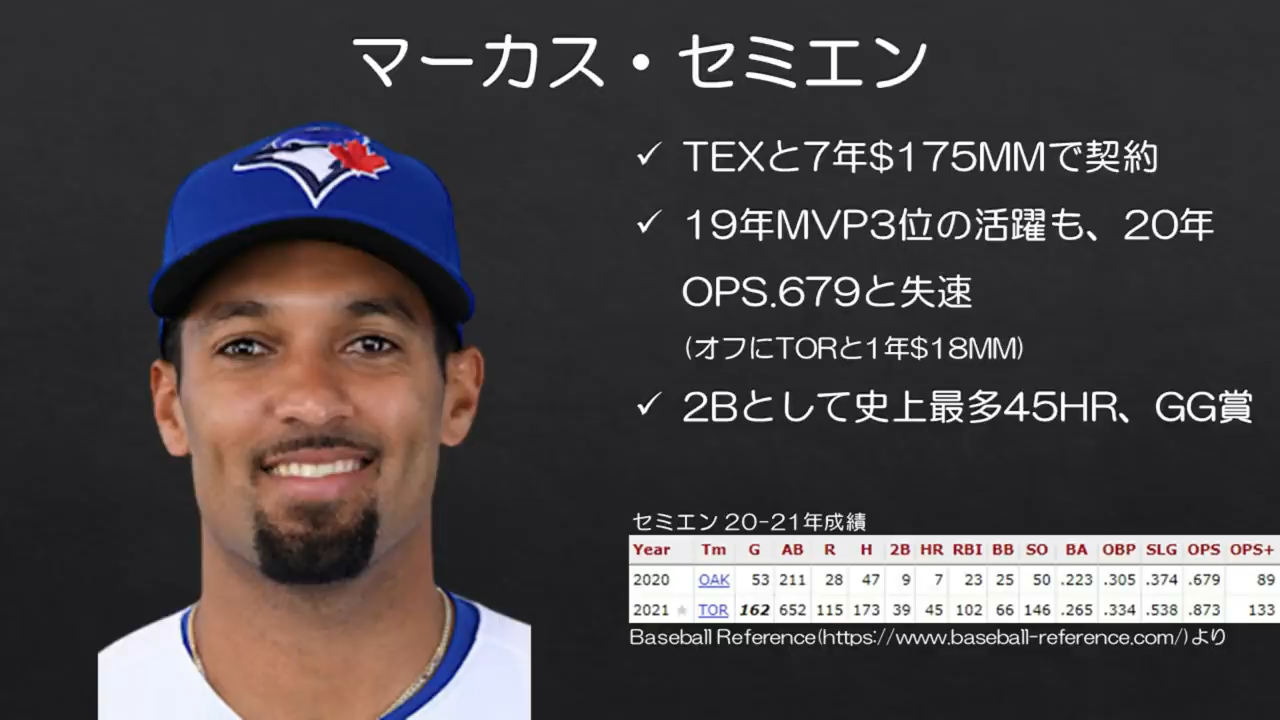 マーカス・セミエン
✓ TEXと7年$175MMで契約
✓ 19年MVP3位の活躍も、20年
OPS.679と失速
(オフにTORと1年$18MM)
✓ 2Bとして史上最多45HR、GG賞
セミエン 20-21年成績
Year Tm G AB R H 2B HR RBI BB SO BA OBP SLG OPS OPS+
2020 OAK 53 211 28 47 9 7 23 25 50 .223 .305 .374 .679 89
2021 ★ TOR 162 652 115 173 39 45 102 66 146 .265 .334 .538 .873 133
Baseball Reference(https://www.baseball-reference.com/)より